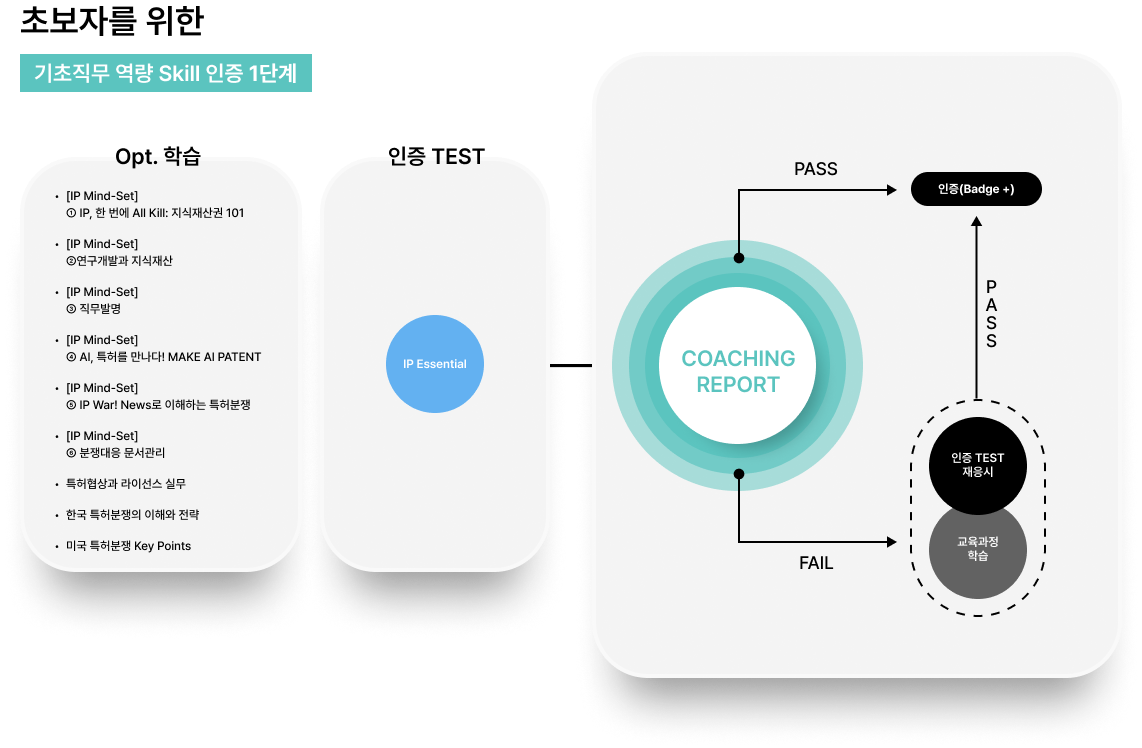 초보자를 위한
기초직무 역량 Skill 인증 1단계
Opt. 학습
• [IP Mind-Set]
① IP, 한 번에 All Kill: 지식재산권 101
• [IP Mind-Set]
②연구개발과 지식재산
• [IP Mind-Set]
③ 직무발명
• [IP Mind-Set]
④ AI, 특허를 만나다! MAKE AI PATENT
• [IP Mind-Set]
⑤ IP War! News로 이해하는 특허분쟁
• [IP Mind-Set]
⑥ 분쟁대응 문서관리
• 특허협상과 라이선스 실무
• 한국 특허분쟁의 이해와 전략
• 미국 특허분쟁 Key Points
인증 TEST
IP Essential
COACHING
REPORT
PASS
인증(Badge +)
P
A
S
S
FAIL
인증 TEST
재응시
교육과정
학습